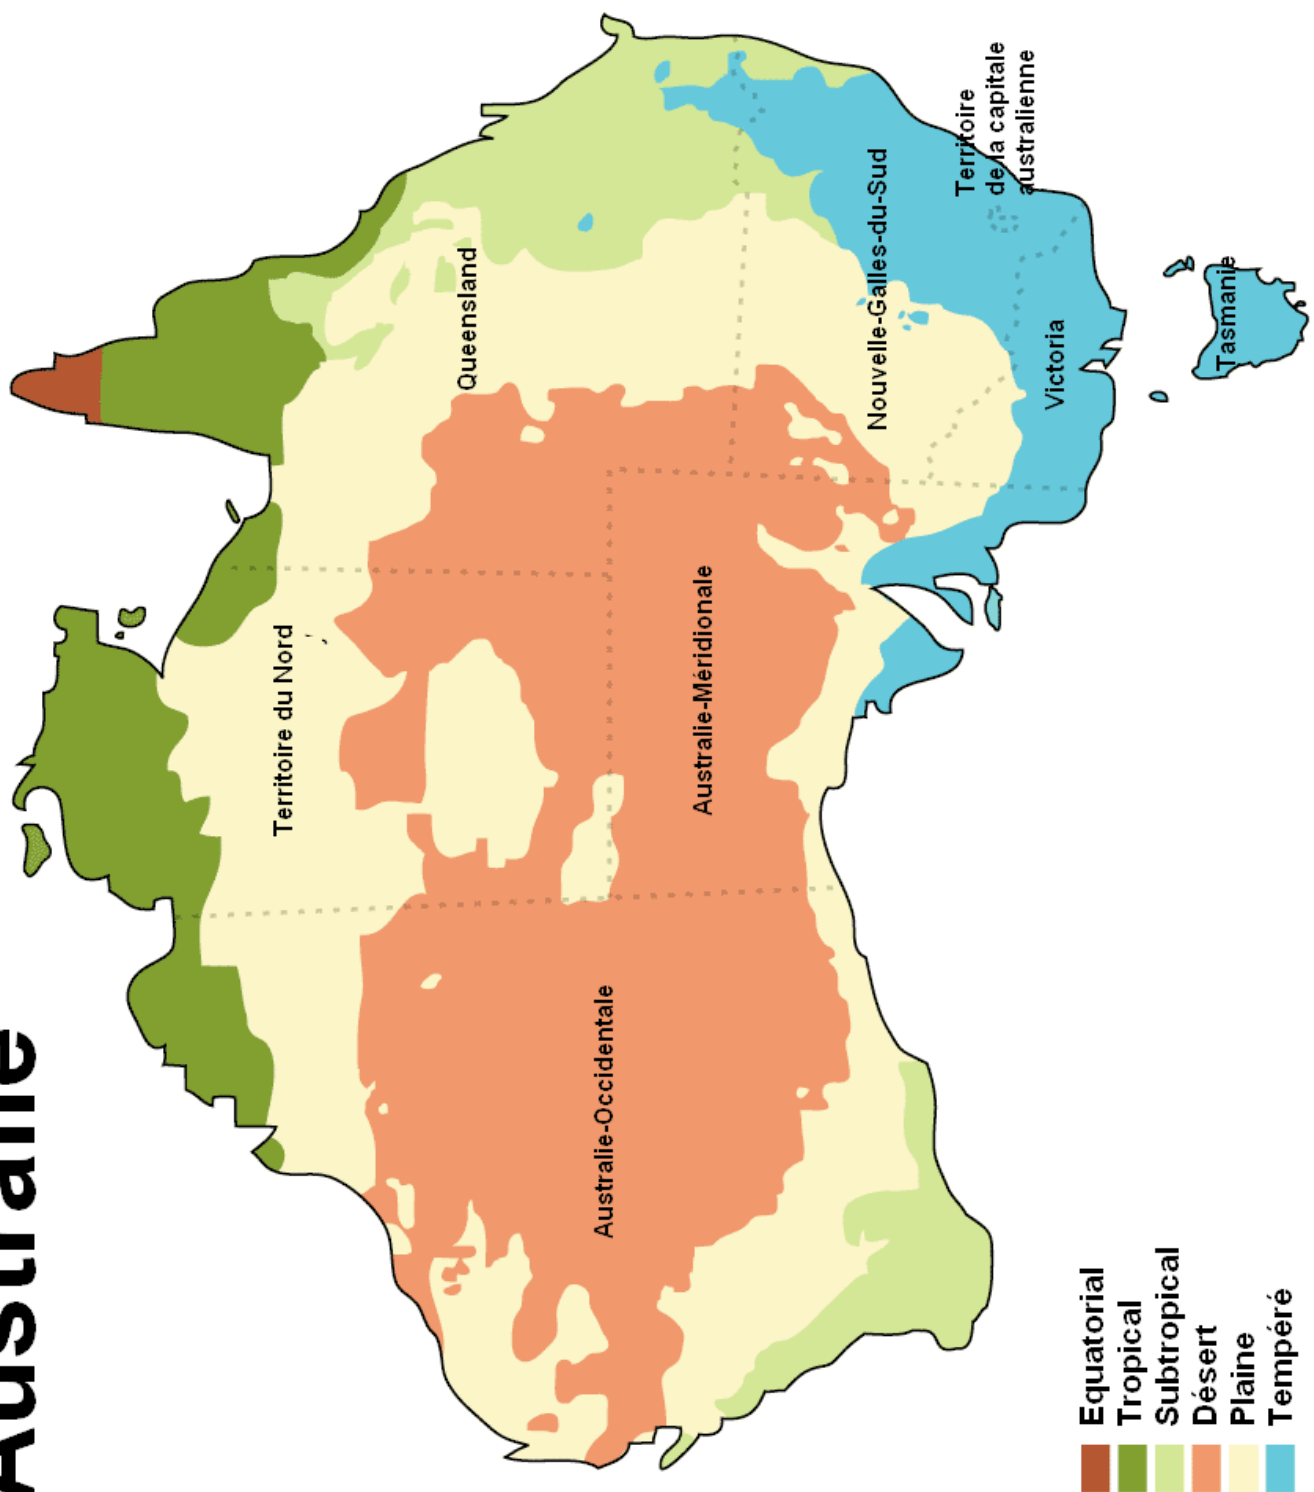 Australie
Territoire du Nord
Queensland
Australie-Occidentale
Australie-Méridionale
Nouvelle-Galles-du-Sud
Territoire
de la capitale
australienne
Victoria
Tasmanie
Equatorial
Tropical
Subtropical
Désert
Plaine
Tempéré